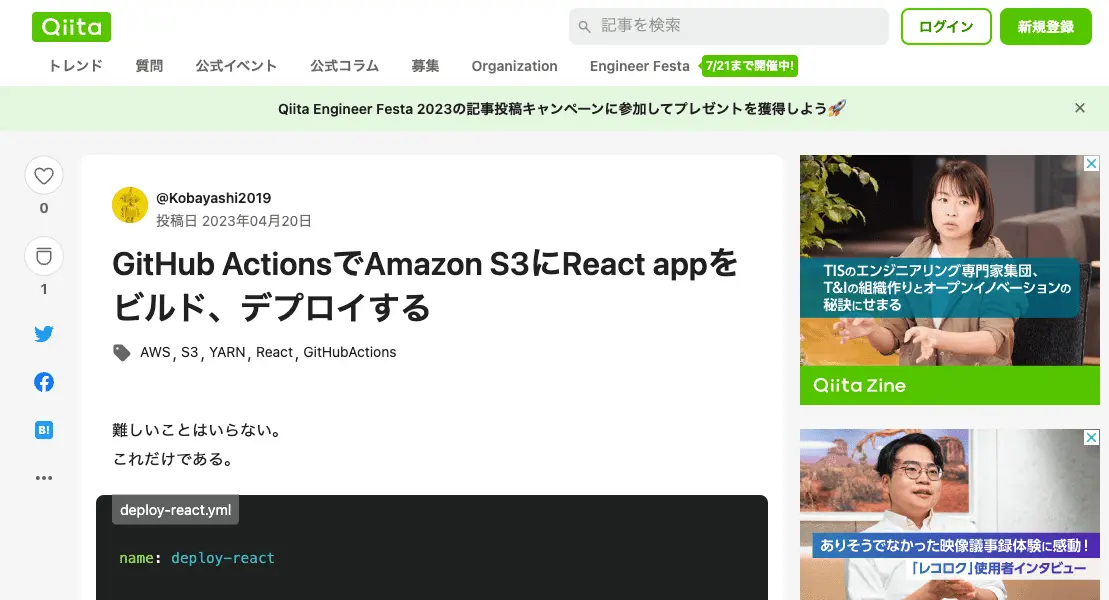 Qiita
記事を検索
ログイン
新規登録
トレンド 質問 公式イベント 公式コラム 募集 Organization Engineer Festa 7/21まで開催中!
Qiita Engineer Festa 2023の記事投稿キャンペーンに参加してプレゼントを獲得しよう🚀
0
1
B!
@Kobayashi2019
投稿日 2023年04月20日
GitHub ActionsでAmazon S3にReact appを
ビルド、デプロイする
AWS, S3, YARN, React, GitHubActions
難しいことはいらない。
これだけである。
deploy-react.yml
name: deploy-react
TISのエンジニアリング専門家集団、
T&Iの組織作りとオープンイノベーションの
秘訣にせまる
Qiita Zine
ありそうでなかった映像議事録体験に感動!
「レコロク」使用者インタビュー